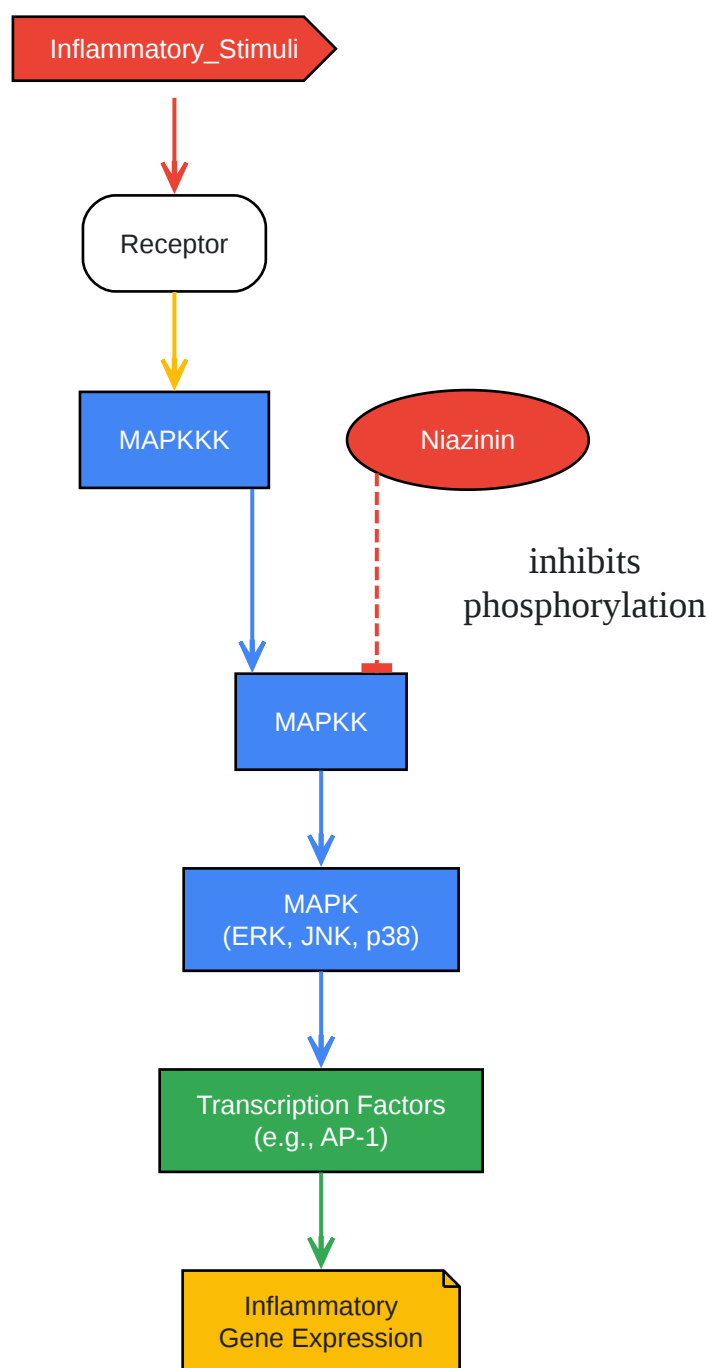 Inflammatory_Stimuli
Receptor
MAPKKK
Niazinin
inhibits
phosphorylation
MAPKK
MAPK
(ERK, JNK, p38)
Transcription Factors
(e.g., AP-1)
Inflammatory
Gene Expression